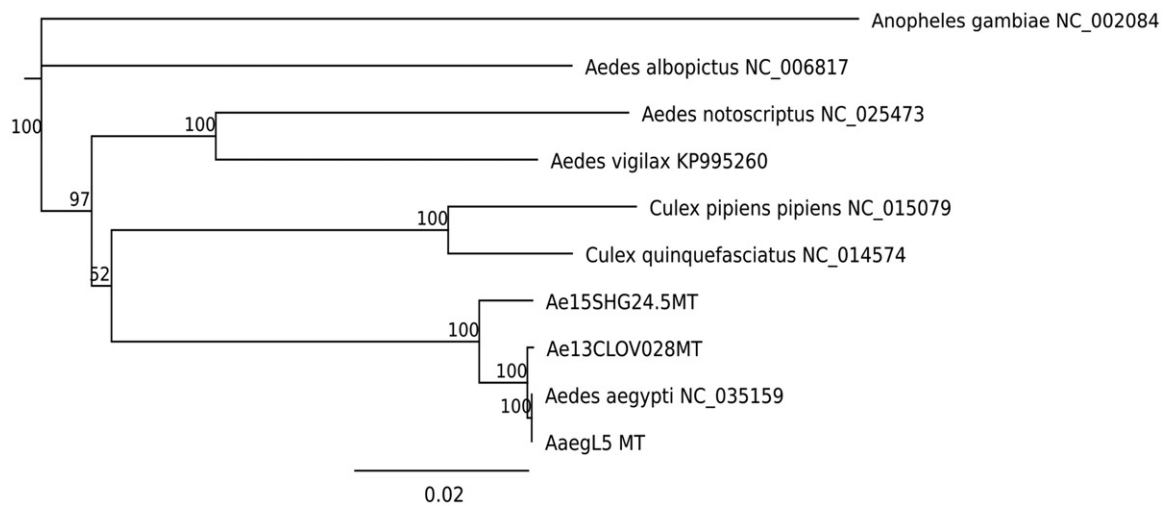 Anopheles gambiae NC_002084
Aedes albopictus NC_006817
100
Aedes notoscriptus NC_025473
100
Aedes vigilax KP995260
97
Culex pipiens pipiens NC_015079
100
Culex quinquefasciatus NC_014574
52
Ae15SHG24.5MT
100
Ae13CLOV028MT
100
Aedes aegypti NC_035159
100
AaegL5 MT
0.02